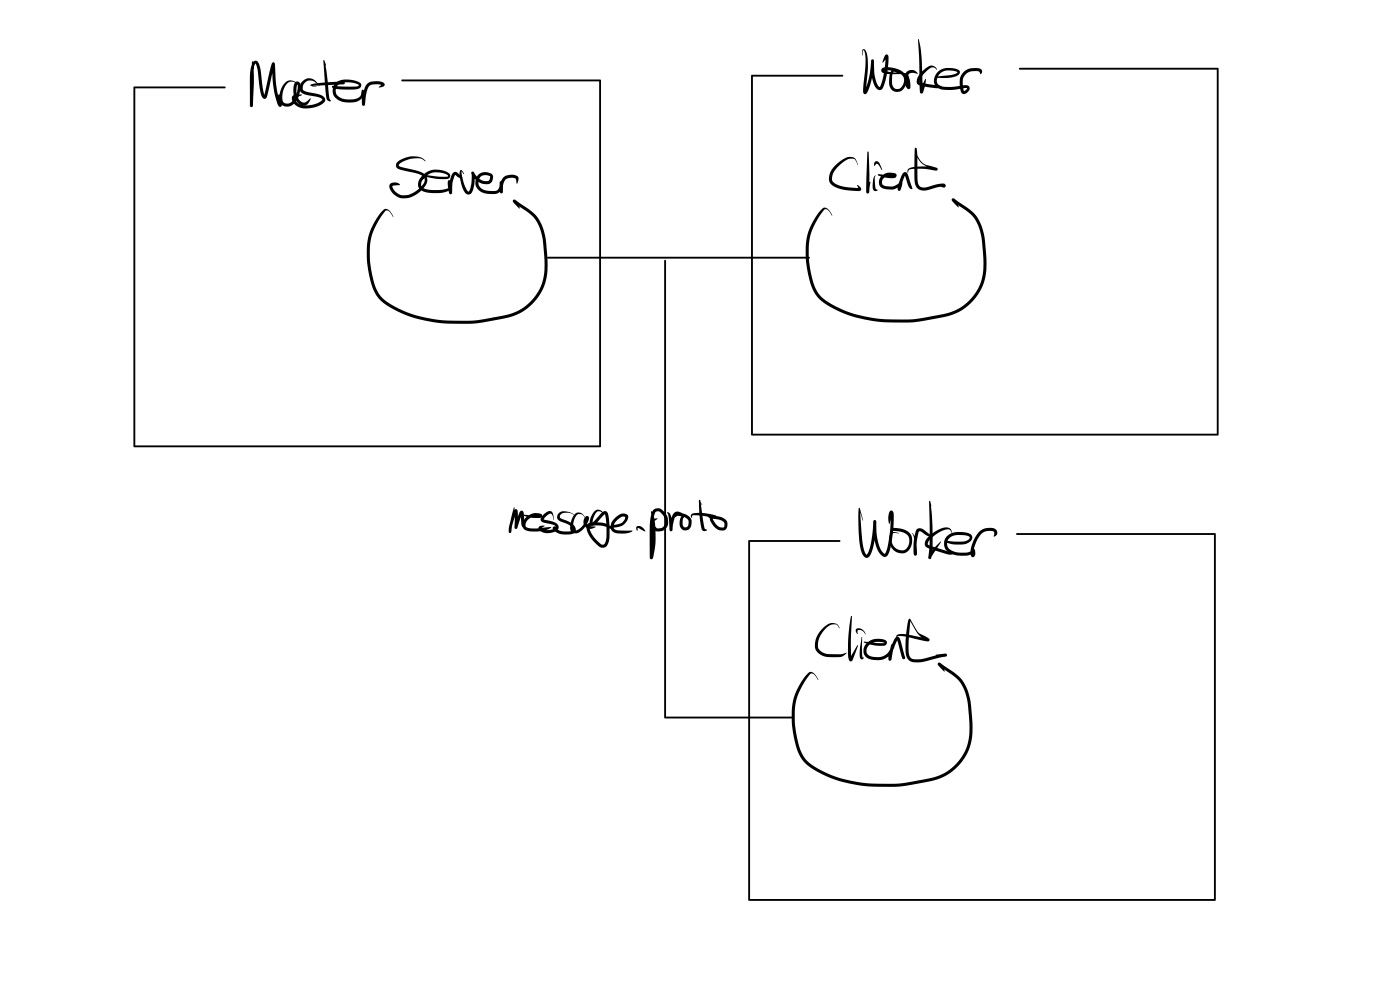 Master
Server
Worker
Client
message.proto
Worker
Client